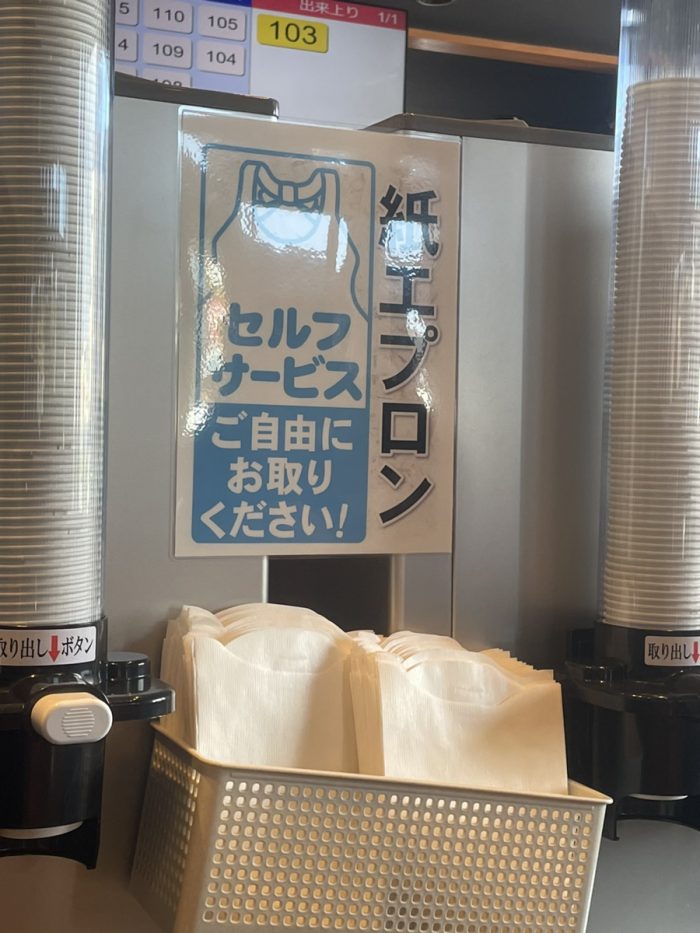 出来上り 1/1
5 110 105
103
4 109 104
紙エプロン
セルフ
サービス
ご自由に
お取り
ください!
取り出し↓ボタン
取り出し↓